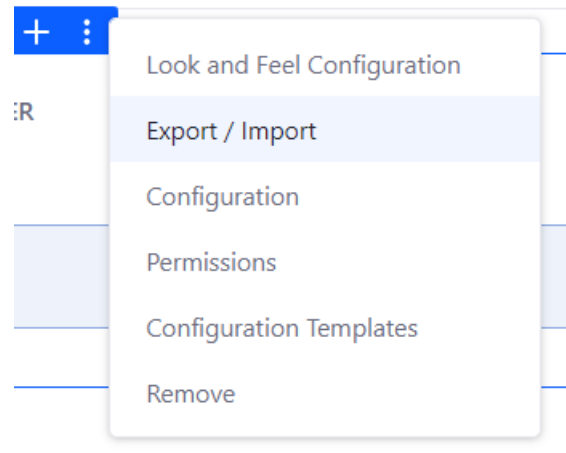 ER
Look and Feel Configuration
Export / Import
Configuration
Permissions
Configuration Templates
Remove